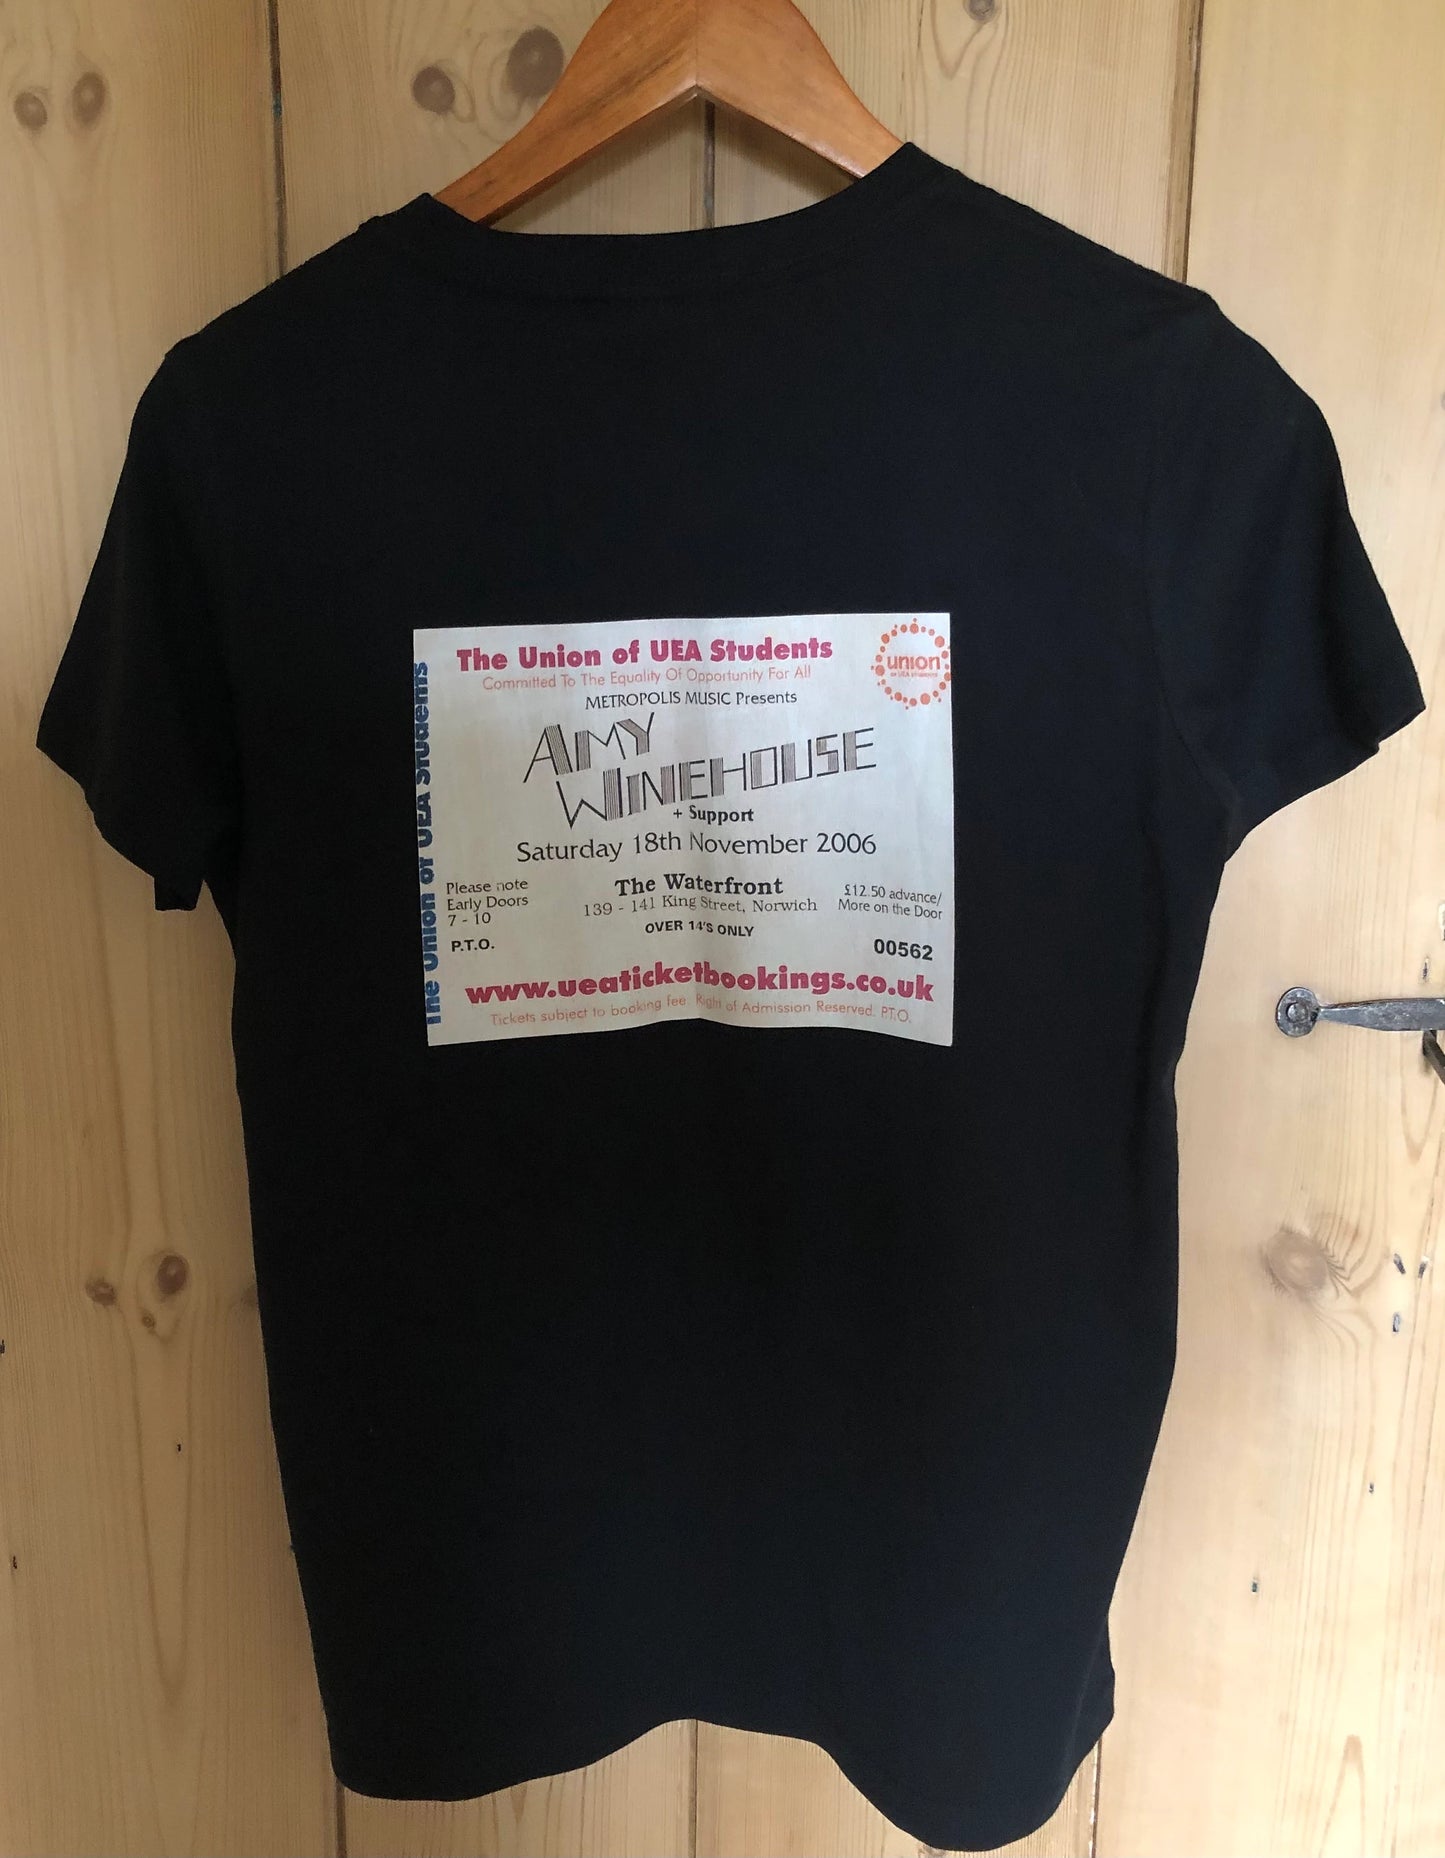 The Union of UEA Students
Committed To The Equality Of Opportunity For All
union
OF UEA STUDENTS
METROPOLIS MUSIC Presents
AMY
WINEHOUSE
+ Support
Saturday 18th November 2006
Please note
Early Doors
7 - 10
P.T.O.
The Waterfront
139 - 141 King Street, Norwich
OVER 14'S ONLY
£12.50 advance/
More on the Door
00562
www.ueaticketbookings.co.uk
Tickets subject to booking fee. Right of Admission Reserved. P.T.O.
The Union of UEA Students